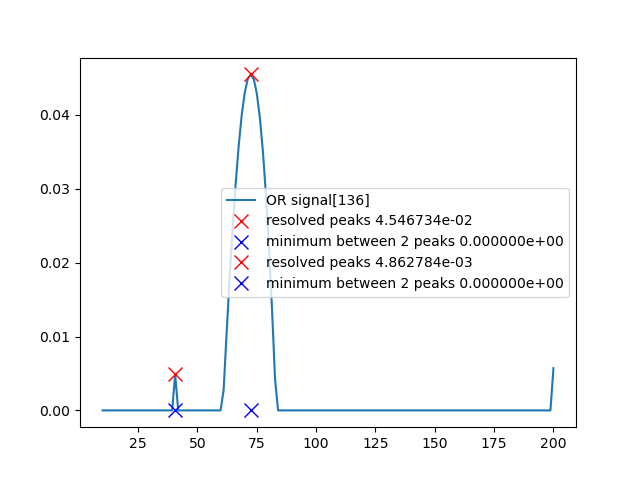 0.04
0.03
0.02
0.01
0.00
25 50 75 100 125 150 175 200
OR signal[136]
resolved peaks 4.546734e-02
minimum between 2 peaks 0.000000e+00
resolved peaks 4.862784e-03
minimum between 2 peaks 0.000000e+00